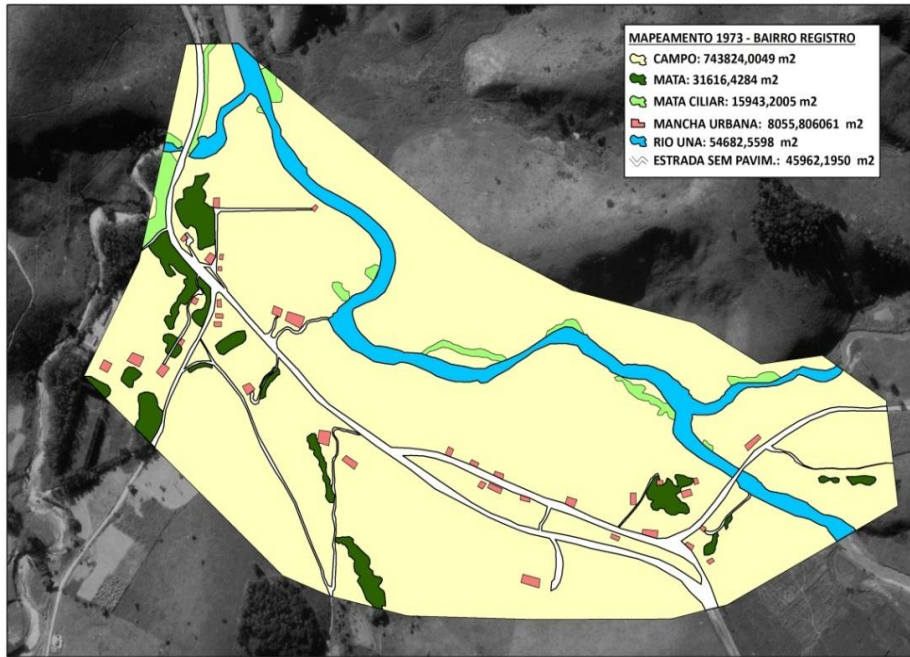 MAPEAMENTO 1973 - BAIRRO REGISTRO
CAMPO: 743824,0049 m2
MATA: 31616,4284 m2
MATA CILIAR: 15943,2005 m2
MANCHA URBANA: 8055,806061 m2
RIO UNA: 54682,5598 m2
ESTRADA SEM PAVIM.: 45962,1950 m2